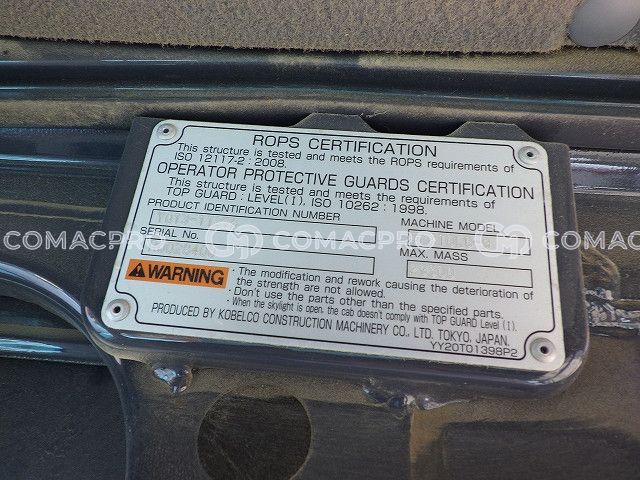 ROPS CERTIFICATION
This structure is tested and meets the ROPS requirements of
ISO 12117-2 : 2008.
OPERATOR PROTECTIVE GUARDS CERTIFICATION
This structure is tested and meets the requirements of
TOP GUARD : LEVEL(I). ISO 10262 : 1998.
PRODUCT IDENTIFICATION NUMBER
MACHINE MODEL
SERIAL No.
MAX. MASS
COMACPRO COMACPRO COMACPRO
WARNING
· The modification and rework causing the deterioration of
the strength are not allowed.
· Don't use the parts other than the specified parts.
· When the skylight is open, the cab doesn't comply with TOP GUARD Level (I).
PRODUCED BY KOBELCO CONSTRUCTION MACHINERY CO., LTD. TOKYO, JAPAN.
YY20T01398P2